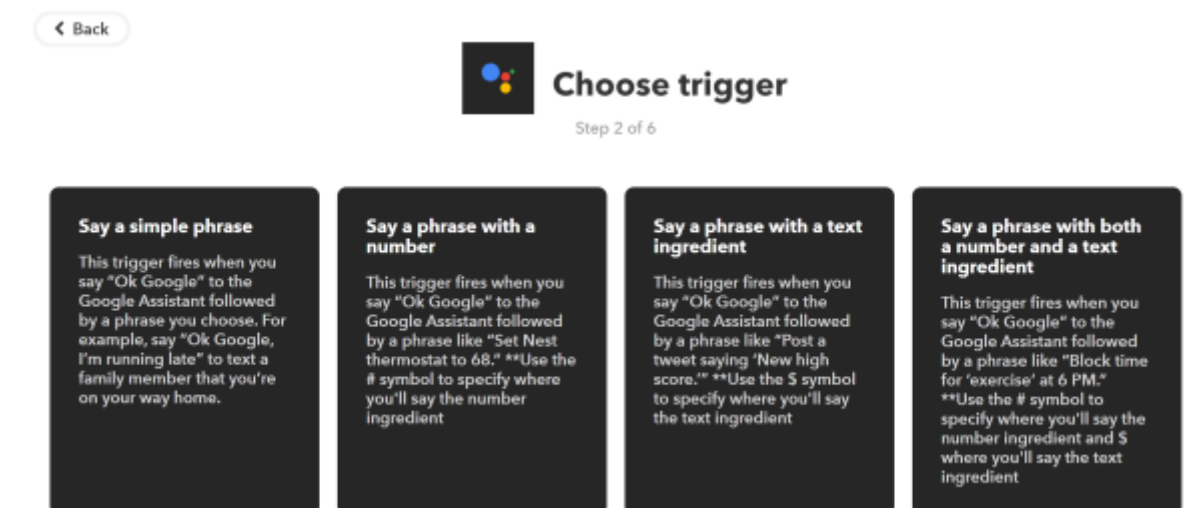 Back
Choose trigger
Step 2 of 6
Say a simple phrase
This trigger fires when you
say “Ok Google” to the
Google Assistant followed
by a phrase you choose. For
example, say “Ok Google,
I’m running late” to text a
family member that you’re
on your way home.
Say a phrase with a
number
This trigger fires when you
say “Ok Google” to the
Google Assistant followed
by a phrase like “Set Nest
thermostat to 68.” **Use the
# symbol to specify where
you'll say the number
ingredient
Say a phrase with a text
ingredient
This trigger fires when you
say “Ok Google” to the
Google Assistant followed
by a phrase like “Post a
tweet saying ‘New high
score.’” **Use the $ symbol
to specify where you'll say
the text ingredient
Say a phrase with both
a number and a text
ingredient
This trigger fires when you
say “Ok Google” to the
Google Assistant followed
by a phrase like “Block time
for ‘exercise’ at 6 PM.”
**Use the # symbol to
specify where you'll say the
number ingredient and $
where you'll say the text
ingredient